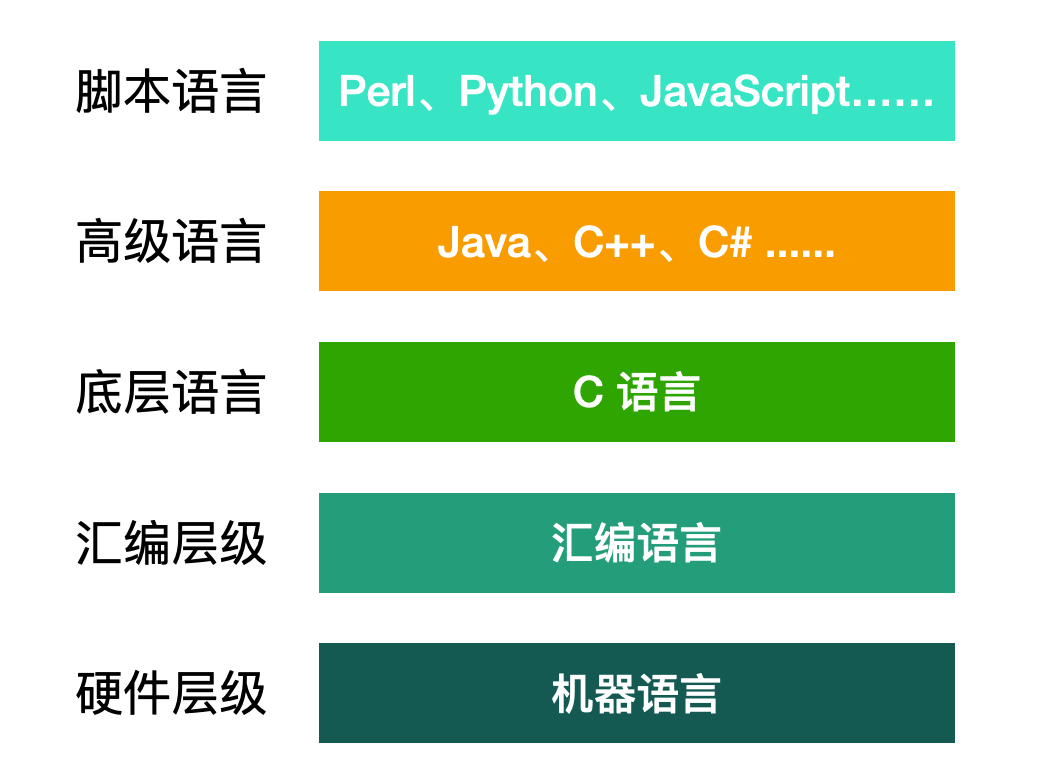 脚本语言 Perl、Python、JavaScript……
高级语言 Java、C++、C# ......
底层语言 C 语言
汇编层级 汇编语言
硬件层级 机器语言